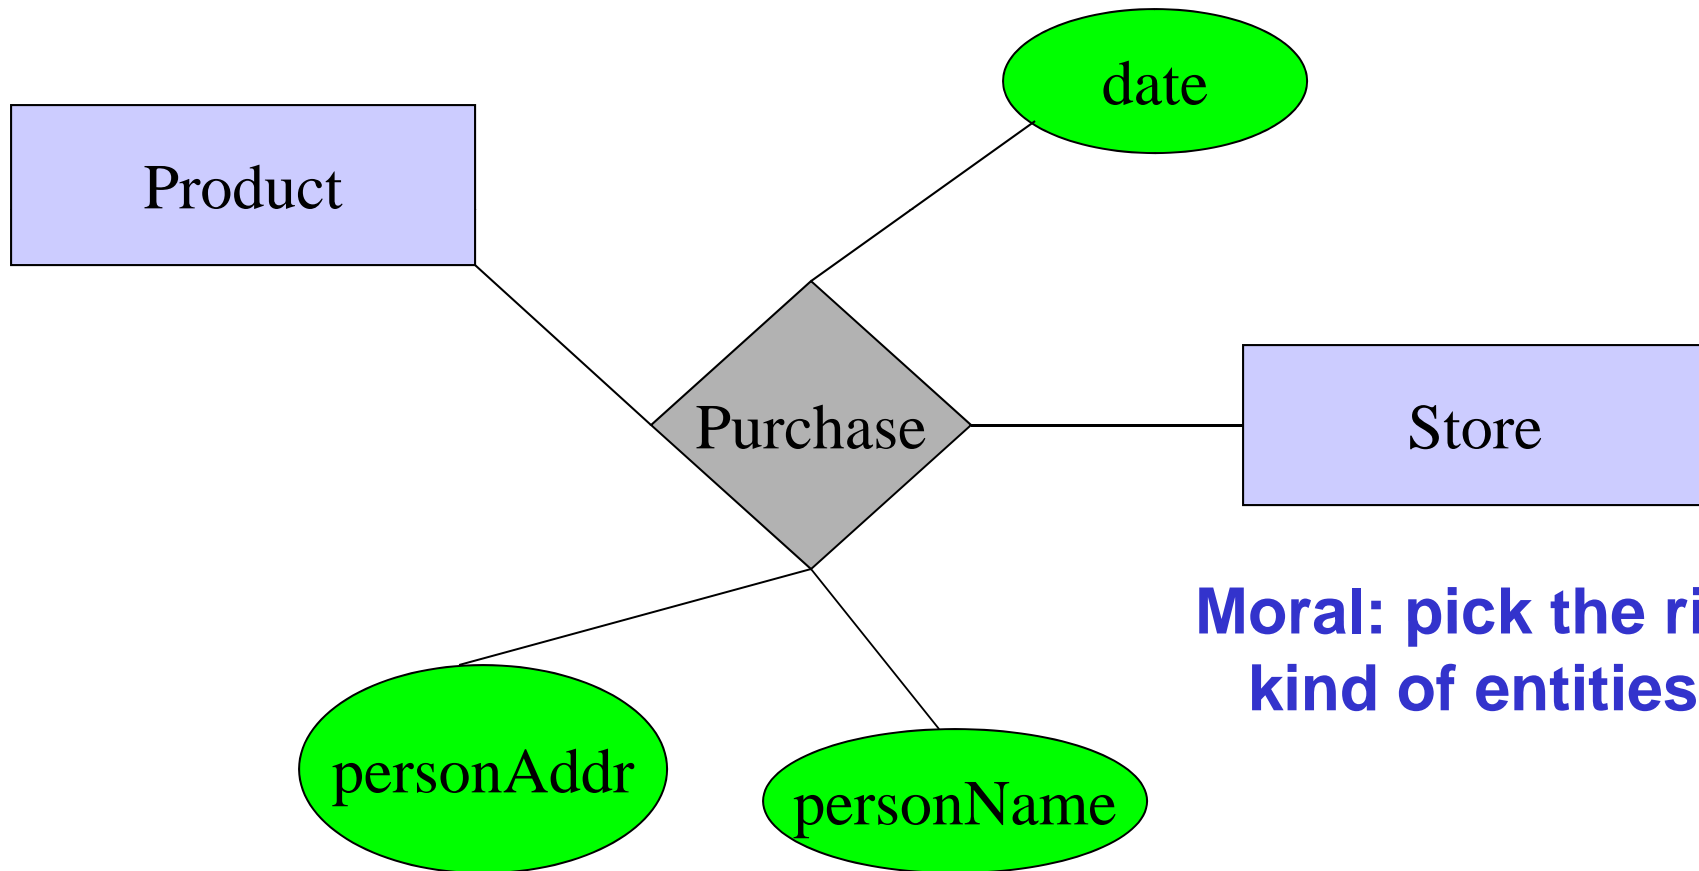 date
Product
Purchase
Store
Moral: pick the ri
kind of entities
personAddr
personName